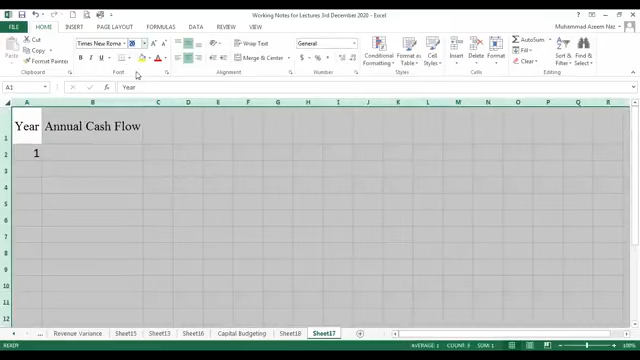 Working Notes for Lectures 3rd December 2020 - Excel
FILE HOME INSERT PAGE LAYOUT FORMULAS DATA REVIEW VIEW Muhammad Azeem Naz
Paste Cut Copy Format Painter Clipboard
Times New Roma 20 B I U Font
Wrap Text Merge & Center Alignment
General $ % Number
Conditional Formatting Format as Table Cell Styles Styles
Insert Delete Format Cells
AutoSum Fill Clear Sort & Filter Find & Select Editing
A1 fx Year
A B C D E F G H I J K L M N O P Q R
1 Year Annual Cash Flow
2 1
3
4
5
6
7
8
9
10
11
12
... Revenue Variance Sheet15 Sheet13 Sheet16 Capital Budgeting Sheet18 Sheet17
READY AVERAGE: 1 COUNT: 3 SUM: 1 100%